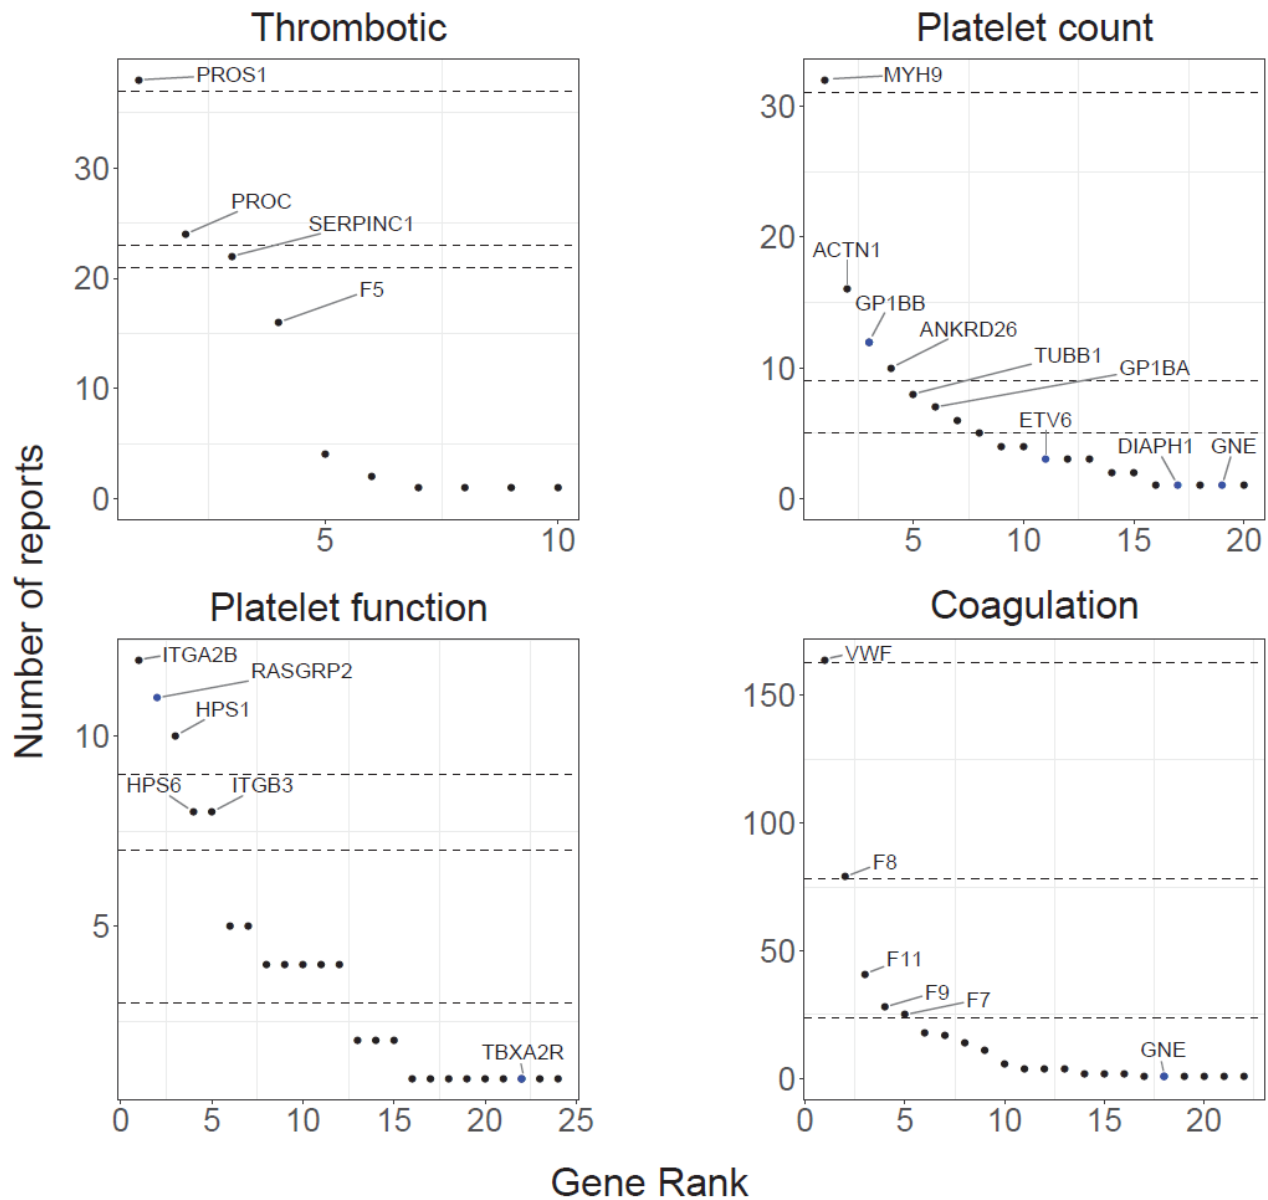 Thrombotic
PROS1
PROC
SERPINC1
F5
30
20
10
0
5
10
Platelet count
MYH9
ACTN1
GP1BB
ANKRD26
TUBB1
GP1BA
ETV6
DIAPH1
GNE
30
20
10
0
5
10
15
20
Number of reports
Platelet function
ITGA2B
RASGRP2
HPS1
HPS6
ITGB3
TBXA2R
10
5
0
5
10
15
20
25
Coagulation
VWF
F8
F11
F9
F7
GNE
150
100
50
0
0
5
10
15
20
Gene Rank